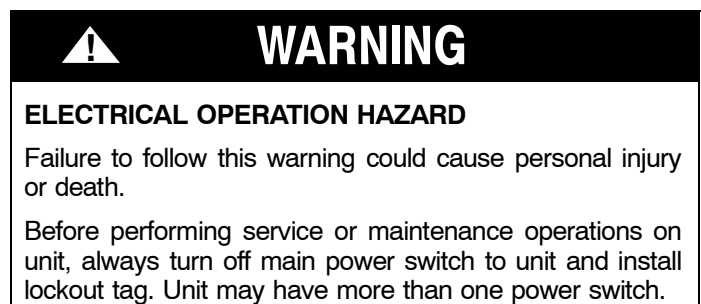 WARNING
ELECTRICAL OPERATION HAZARD
Failure to follow this warning could cause personal injury
or death.
Before performing service or maintenance operations on
unit, always turn off main power switch to unit and install
lockout tag. Unit may have more than one power switch.